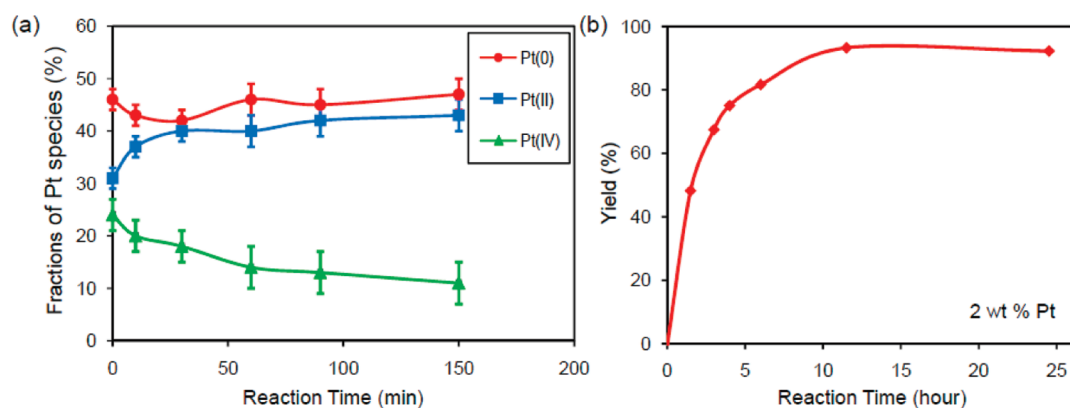 (a)
Fractions of Pt species (%)
60
50
40
30
20
10
0
0 50 100 150 200
Reaction Time (min)
Pt(0)
Pt(II)
Pt(IV)
(b)
Yield (%)
100
80
60
40
20
0
0 5 10 15 20 25
Reaction Time (hour)
2 wt % Pt